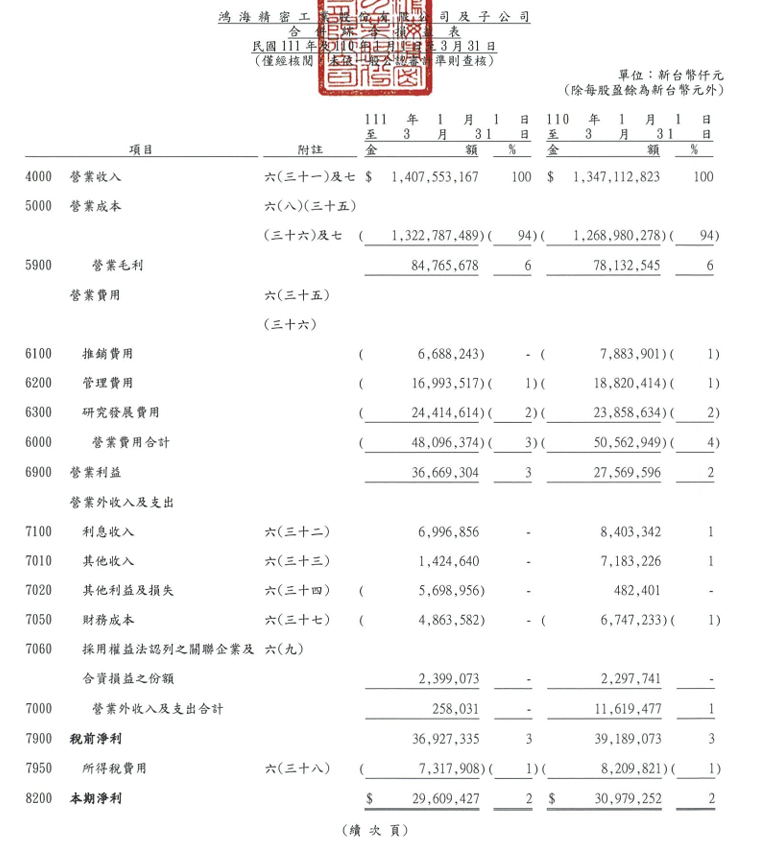 鴻海精密工業股份有限公司及子公司
合併綜合損益表
民國 111 年及 110 年 1 月 1 日至 3 月 31 日
(僅經核閱，未依一般公認審計準則查核)
單位：新台幣仟元
(除每股盈餘為新台幣元外)
111 年 1 月 1 日 110 年 1 月 1 日
至 3 月 31 日 至 3 月 31 日
項目 附註 金 額 % 金 額 %
4000 營業收入 六(三十一)及七 $ 1,407,553,167 100 $ 1,347,112,823 100
5000 營業成本 六(八)(三十五)
(三十六)及七 ( 1,322,787,489)( 94)( 1,268,980,278)( 94)
5900 營業毛利 84,765,678 6 78,132,545 6
營業費用 六(三十五)
(三十六)
6100 推銷費用 ( 6,688,243) - ( 7,883,901)( 1)
6200 管理費用 ( 16,993,517)( 1)( 18,820,414)( 1)
6300 研究發展費用 ( 24,414,614)( 2)( 23,858,634)( 2)
6000 營業費用合計 ( 48,096,374)( 3)( 50,562,949)( 4)
6900 營業利益 36,669,304 3 27,569,596 2
營業外收入及支出
7100 利息收入 六(三十二) 6,996,856 - 8,403,342 1
7010 其他收入 六(三十三) 1,424,640 - 7,183,226 1
7020 其他利益及損失 六(三十四) ( 5,698,956) - 482,401 -
7050 財務成本 六(三十七) ( 4,863,582) - ( 6,747,233)( 1)
7060 採用權益法認列之關聯企業及 六(九)
合資損益之份額 2,399,073 - 2,297,741 -
7000 營業外收入及支出合計 258,031 - 11,619,477 1
7900 稅前淨利 36,927,335 3 39,189,073 3
7950 所得稅費用 六(三十八) ( 7,317,908)( 1)( 8,209,821)( 1)
8200 本期淨利 $ 29,609,427 2 $ 30,979,252 2
(續 次 頁)